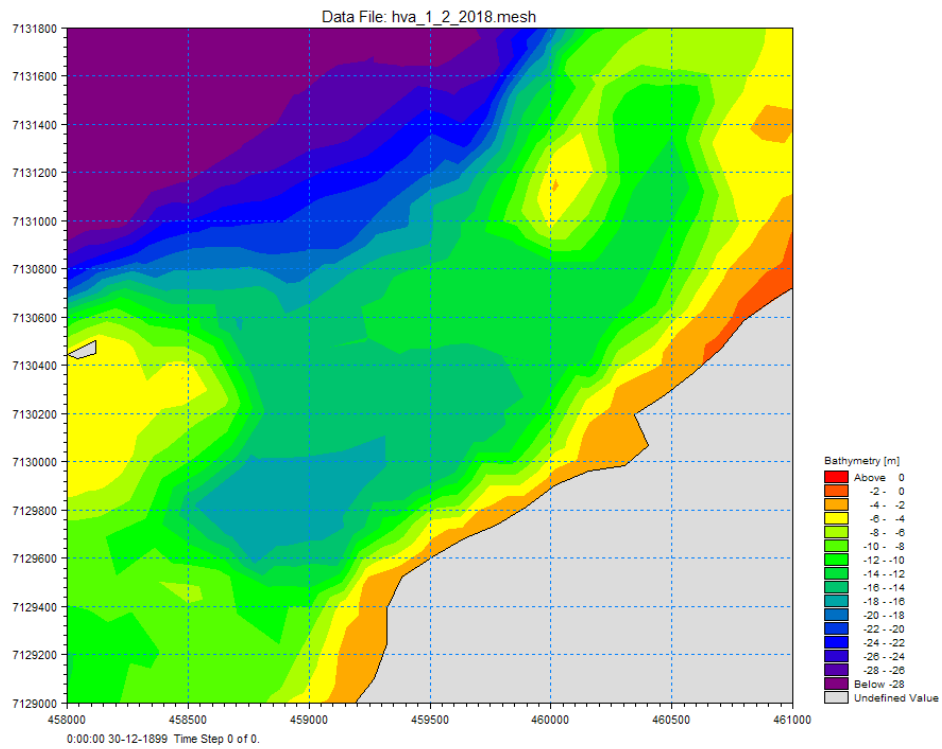 Data File: hva_1_2_2018.mesh
7131800
7131600
7131400
7131200
7131000
7130800
7130600
7130400
7130200
7130000
7129800
7129600
7129400
7129200
7129000
458000 458500 459000 459500 460000 460500 461000
Bathymetry [m]
Above 0
-2 - 0
-4 - -2
-6 - -4
-8 - -6
-10 - -8
-12 - -10
-14 - -12
-16 - -14
-18 - -16
-20 - -18
-22 - -20
-24 - -22
-26 - -24
-28 - -26
Below -28
Undefined Value
0:00:00 30-12-1899 Time Step 0 of 0.